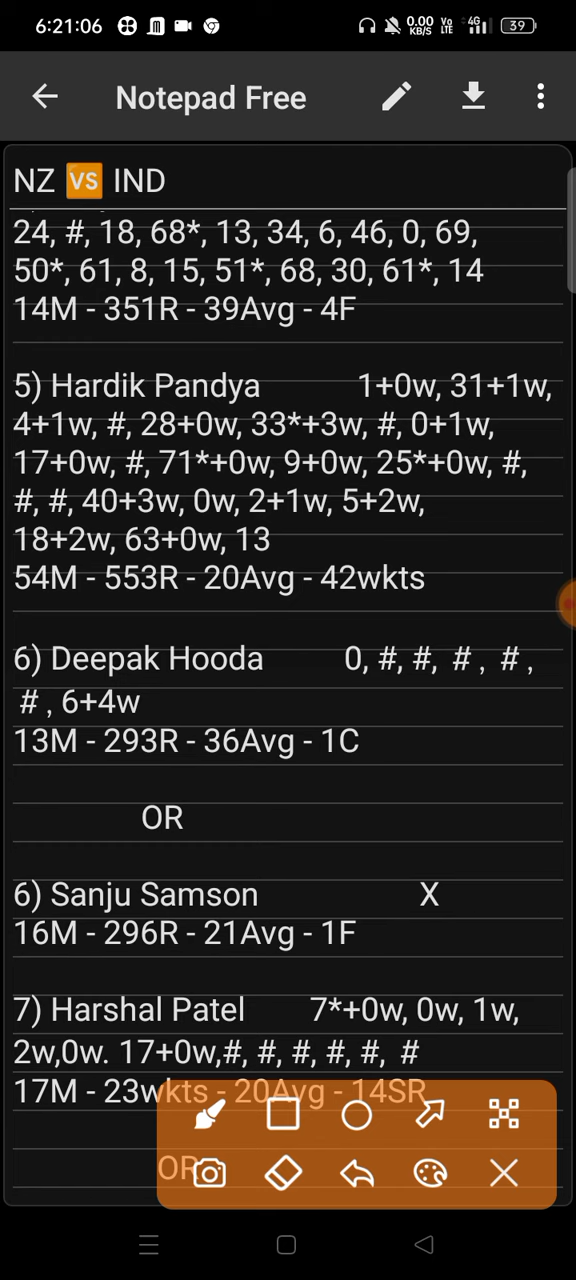 6:21:06 0.00 KB/S Vo LTE 4G 39
Notepad Free
NZ 🆚 IND
24, #, 18, 68*, 13, 34, 6, 46, 0, 69,
50*, 61, 8, 15, 51*, 68, 30, 61*, 14
14M - 351R - 39Avg - 4F
5) Hardik Pandya 1+0w, 31+1w,
4+1w, #, 28+0w, 33*+3w, #, 0+1w,
17+0w, #, 71*+0w, 9+0w, 25*+0w, #,
#, #, 40+3w, 0w, 2+1w, 5+2w,
18+2w, 63+0w, 13
54M - 553R - 20Avg - 42wkts
6) Deepak Hooda 0, #, #, # , # ,
# , 6+4w
13M - 293R - 36Avg - 1C
OR
6) Sanju Samson X
16M - 296R - 21Avg - 1F
7) Harshal Patel 7*+0w, 0w, 1w,
2w,0w. 17+0w,#, #, #, #, #, #
17M - 23wkts - 20Avg - 14SR
OR